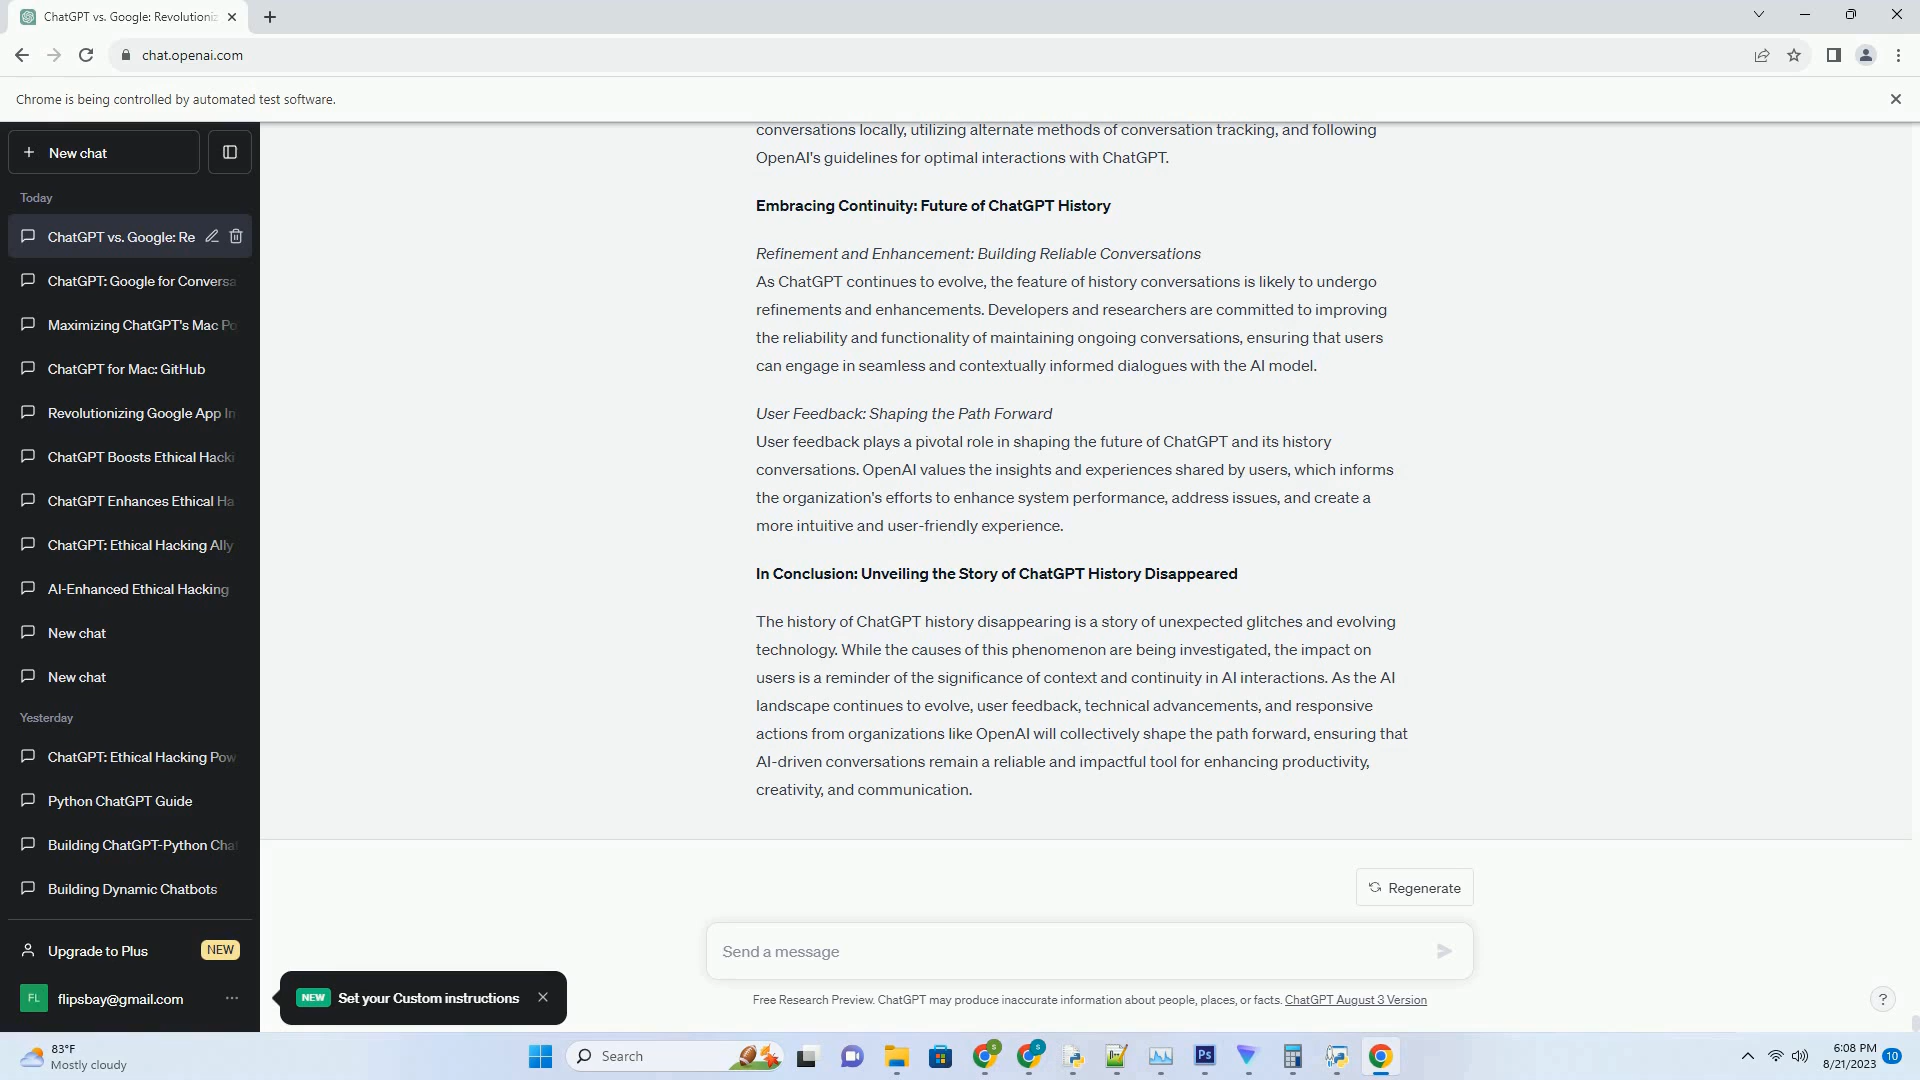 ChatGPT vs. Google: Revolutioni
chat.openai.com
Chrome is being controlled by automated test software.
New chat
Today
ChatGPT vs. Google: Re
ChatGPT: Google for Conversa
Maximizing ChatGPT's Mac Po
ChatGPT for Mac: GitHub
Revolutionizing Google App In
ChatGPT Boosts Ethical Hacki
ChatGPT Enhances Ethical Ha
ChatGPT: Ethical Hacking Ally
AI-Enhanced Ethical Hacking
New chat
New chat
Yesterday
ChatGPT: Ethical Hacking Pow
Python ChatGPT Guide
Building ChatGPT-Python Cha
Building Dynamic Chatbots
Upgrade to Plus NEW
FL flipsbay@gmail.com
NEW Set your Custom instructions
conversations locally, utilizing alternate methods of conversation tracking, and following
OpenAI's guidelines for optimal interactions with ChatGPT.
Embracing Continuity: Future of ChatGPT History
Refinement and Enhancement: Building Reliable Conversations
As ChatGPT continues to evolve, the feature of history conversations is likely to undergo
refinements and enhancements. Developers and researchers are committed to improving
the reliability and functionality of maintaining ongoing conversations, ensuring that users
can engage in seamless and contextually informed dialogues with the AI model.
User Feedback: Shaping the Path Forward
User feedback plays a pivotal role in shaping the future of ChatGPT and its history
conversations. OpenAI values the insights and experiences shared by users, which informs
the organization's efforts to enhance system performance, address issues, and create a
more intuitive and user-friendly experience.
In Conclusion: Unveiling the Story of ChatGPT History Disappeared
The history of ChatGPT history disappearing is a story of unexpected glitches and evolving
technology. While the causes of this phenomenon are being investigated, the impact on
users is a reminder of the significance of context and continuity in AI interactions. As the AI
landscape continues to evolve, user feedback, technical advancements, and responsive
actions from organizations like OpenAI will collectively shape the path forward, ensuring that
AI-driven conversations remain a reliable and impactful tool for enhancing productivity,
creativity, and communication.
Regenerate
Send a message
Free Research Preview. ChatGPT may produce inaccurate information about people, places, or facts. ChatGPT August 3 Version
?
83°F
Mostly cloudy
Search
S
S
Ps
6:08 PM
8/21/2023
10